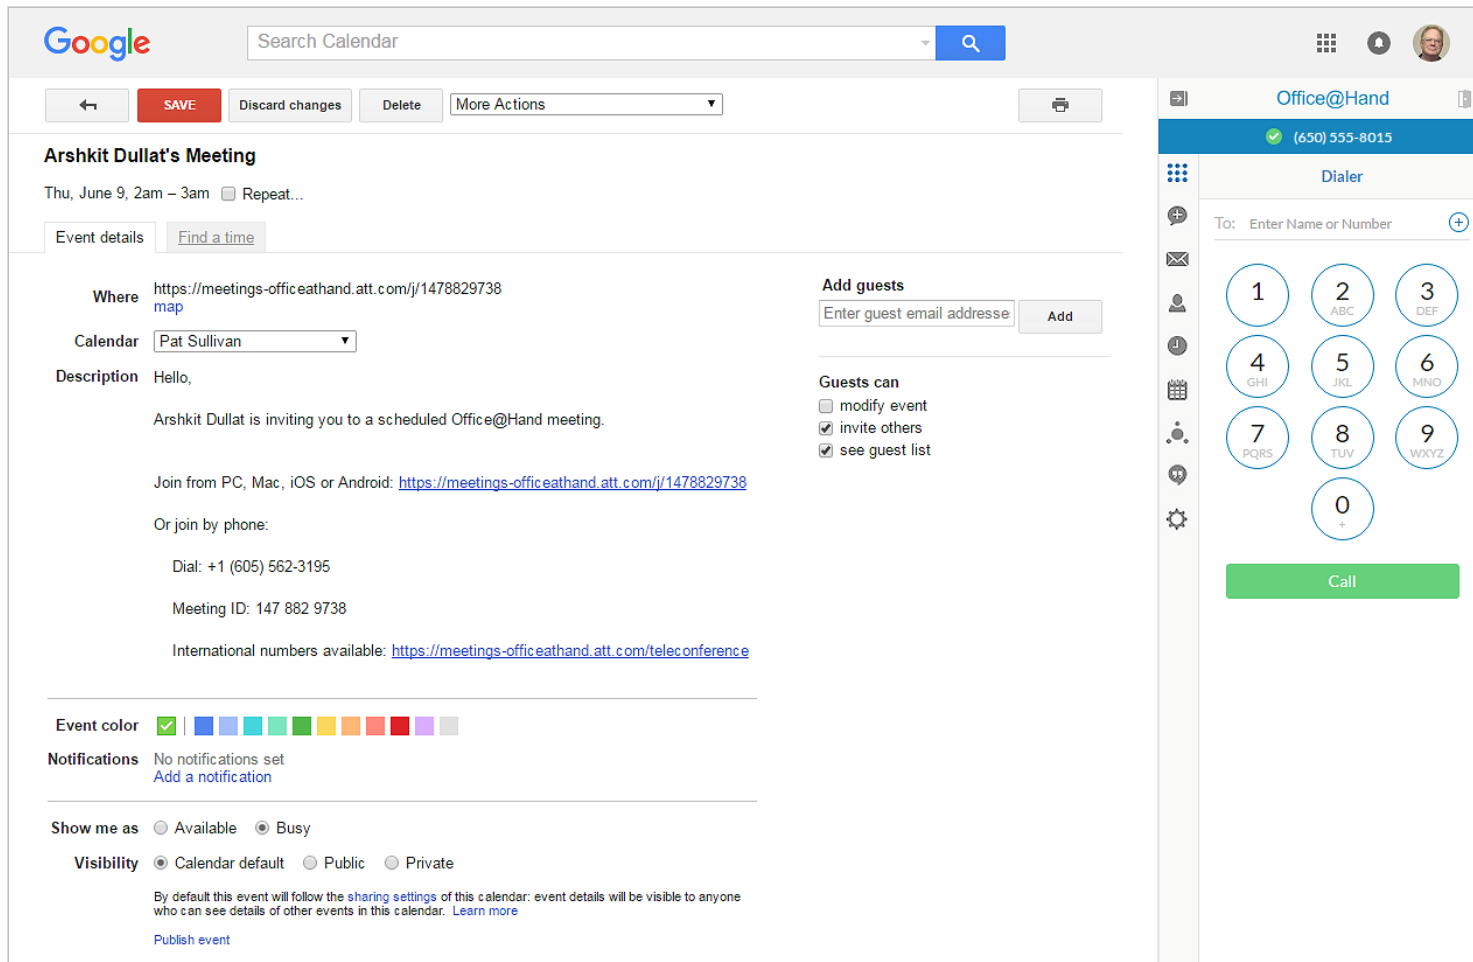 Google
Search Calendar
SAVE
Discard changes
Delete
More Actions
Arshkit Dullat's Meeting
Thu, June 9, 2am – 3am
Repeat...
Event details
Find a time
Where
https://meetings-officeathand.att.com/j/1478829738
map
Calendar
Pat Sullivan
Description
Hello,
Arshkit Dullat is inviting you to a scheduled Office@Hand meeting.
Join from PC, Mac, iOS or Android: https://meetings-officeathand.att.com/j/1478829738
Or join by phone:
Dial: +1 (605) 562-3195
Meeting ID: 147 882 9738
International numbers available: https://meetings-officeathand.att.com/teleconference
Event color
Notifications
No notifications set
Add a notification
Show me as
Available
Busy
Visibility
Calendar default
Public
Private
By default this event will follow the sharing settings of this calendar: event details will be visible to anyone
who can see details of other events in this calendar. Learn more
Publish event
Add guests
Enter guest email addresse
Add
Guests can
modify event
invite others
see guest list
Office@Hand
(650) 555-8015
Dialer
To: Enter Name or Number
1
2
ABC
3
DEF
4
GHI
5
JKL
6
MNO
7
PQRS
8
TUV
9
WXYZ
0
+
Call